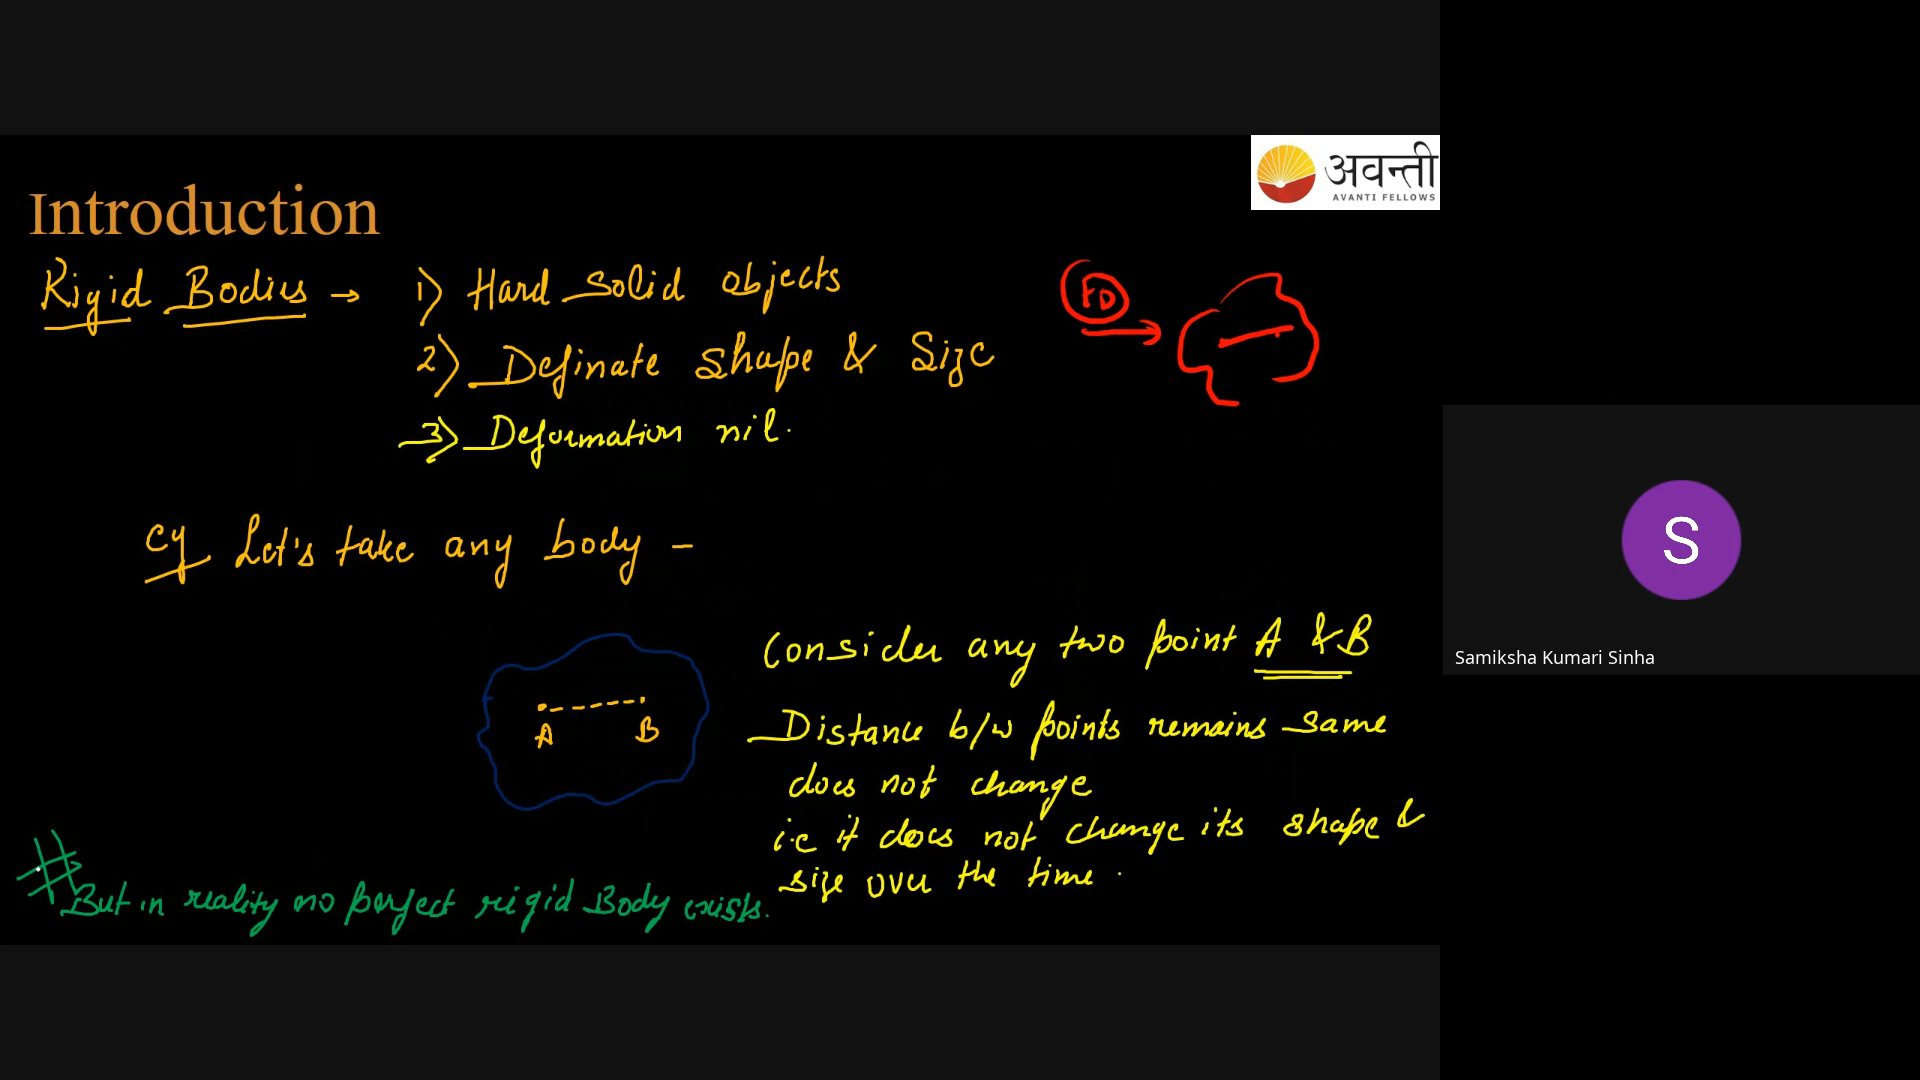 अवन्ती
AVANTI FELLOWS
Introduction
Rigid Bodies → 1) Hard Solid objects
FD
2) Definate Shape & Size
3) Deformation nil.
eg Let's take any body -
Consider any two point A & B
A B
Distance b/w points remains same
does not change
i.e it does not change its shape &
size over the time.
# But in reality no perfect rigid Body exists.
S
Samiksha Kumari Sinha